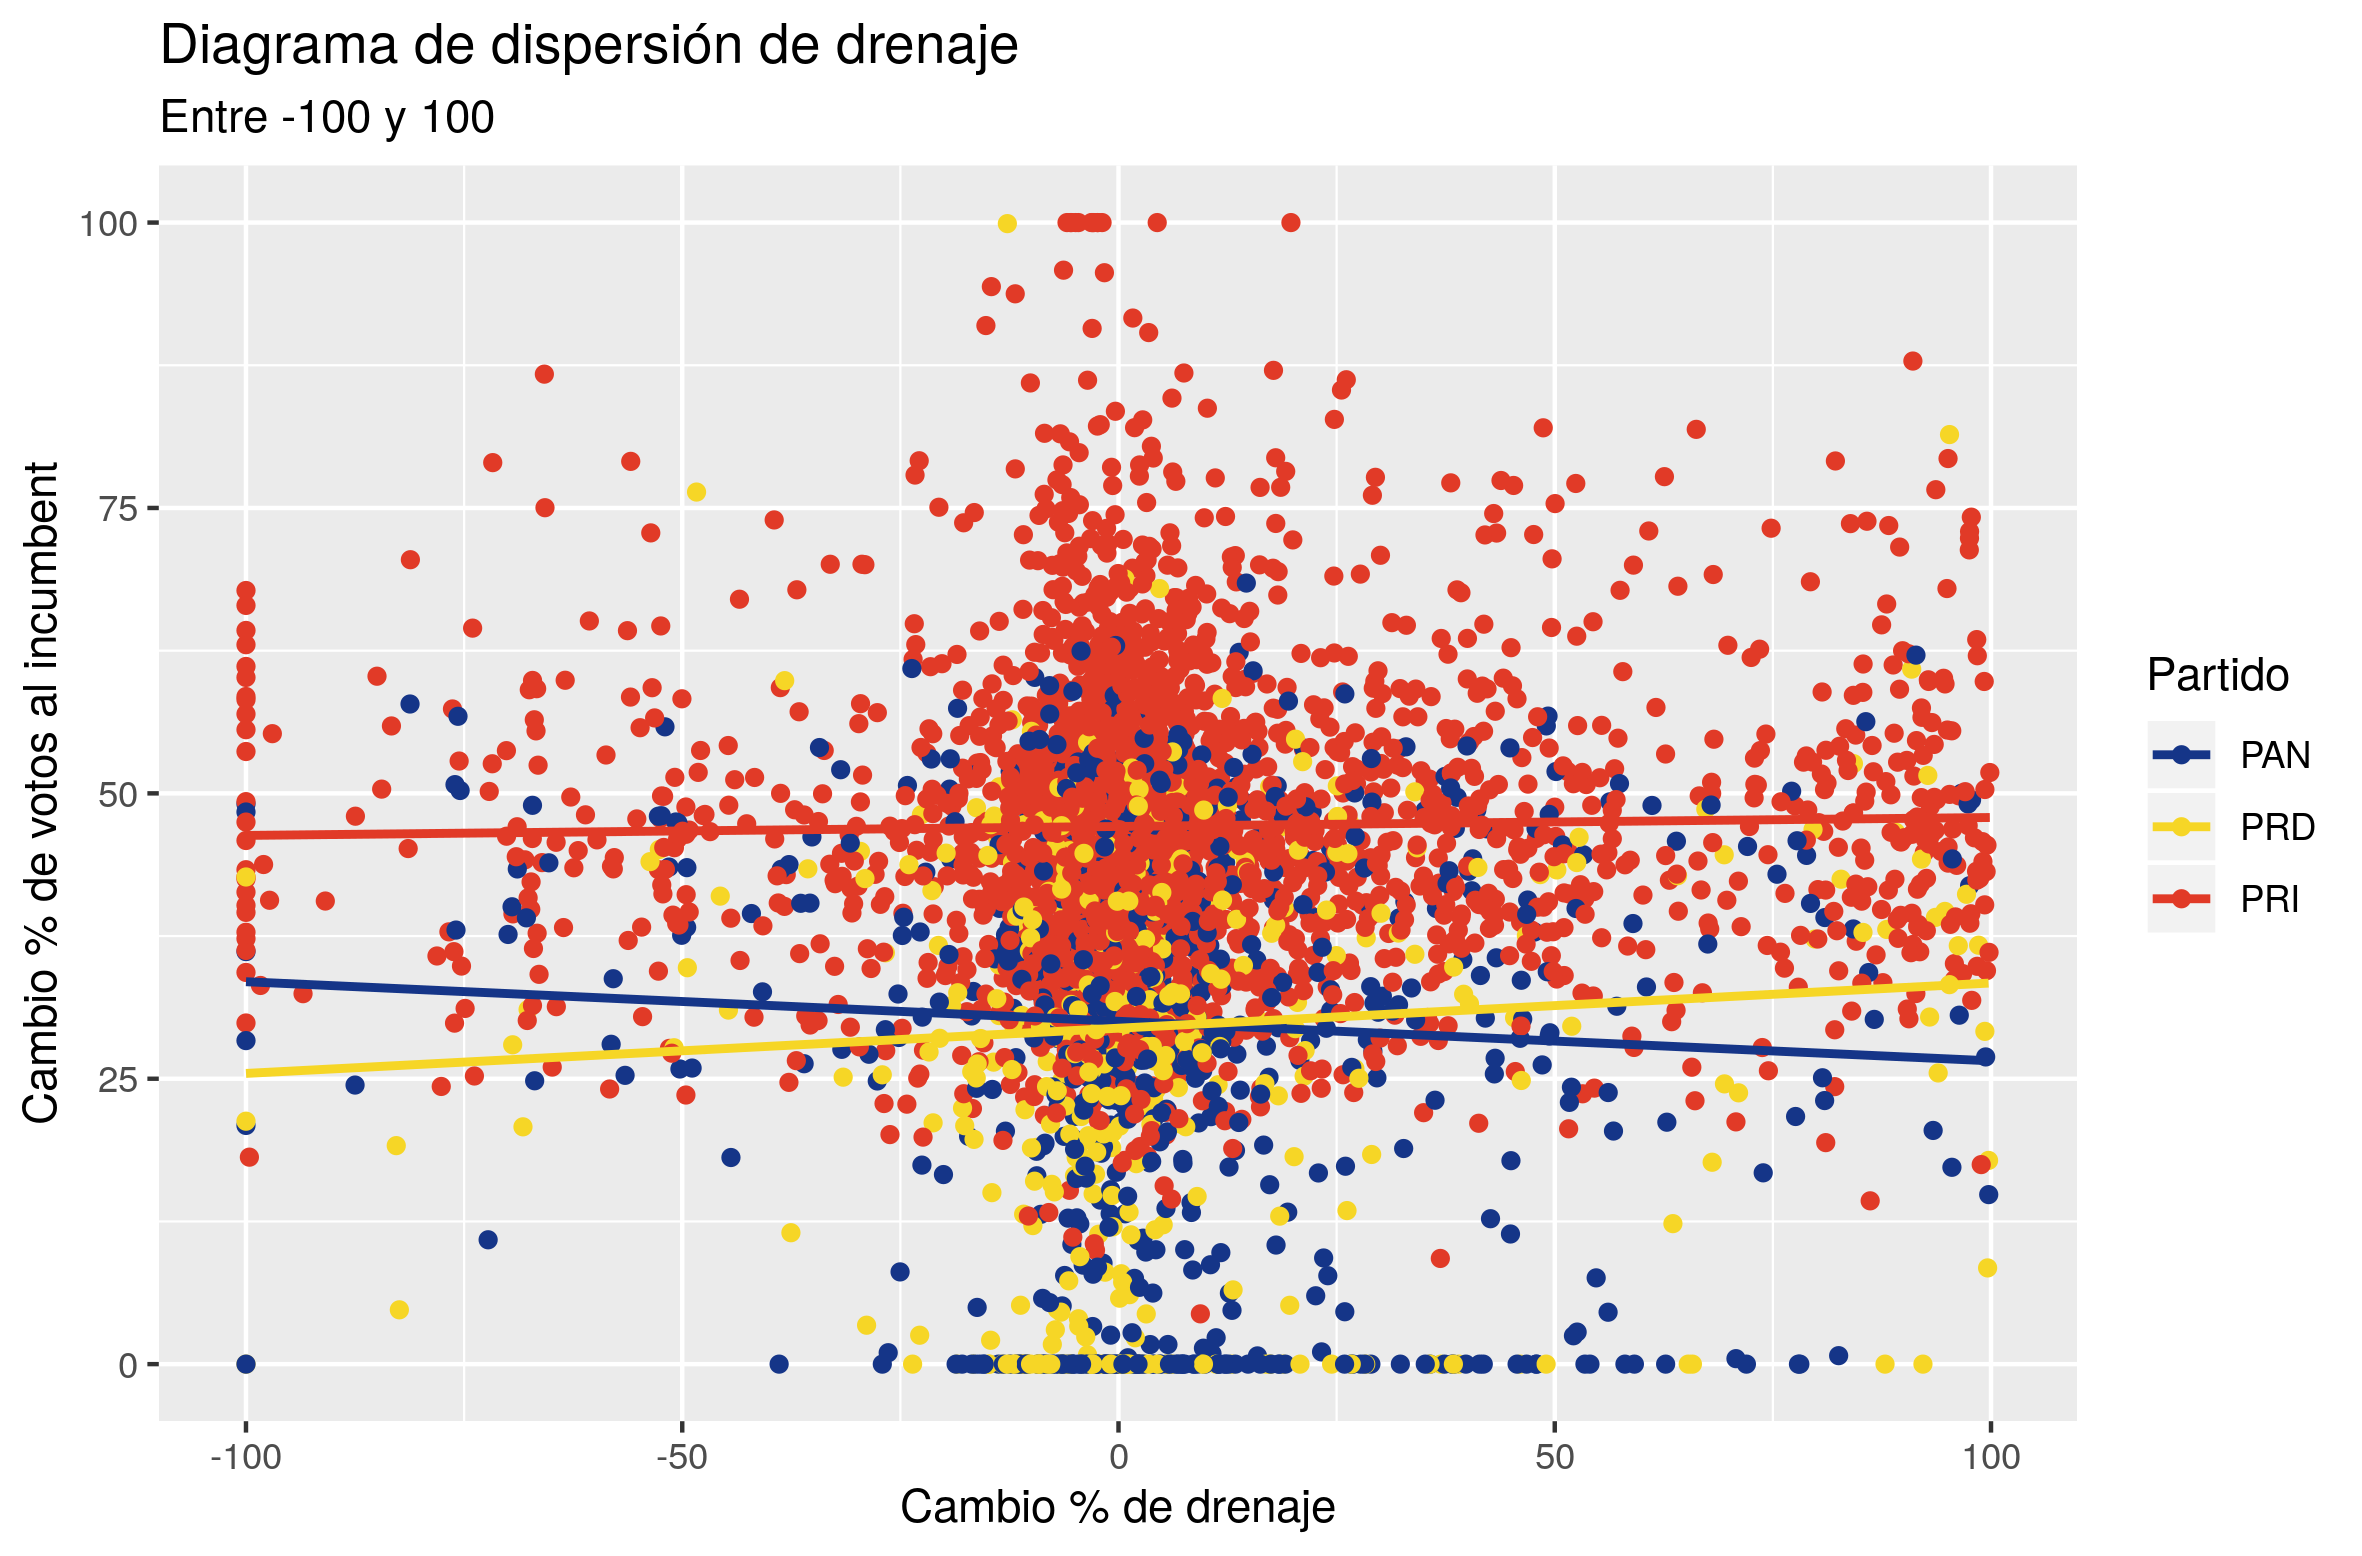 Diagrama de dispersión de drenaje
Entre -100 y 100
Cambio % de votos al incumbent
100
75
50
25
0
-100
-50
0
50
100
Cambio % de drenaje
Partido
PAN
PRD
PRI